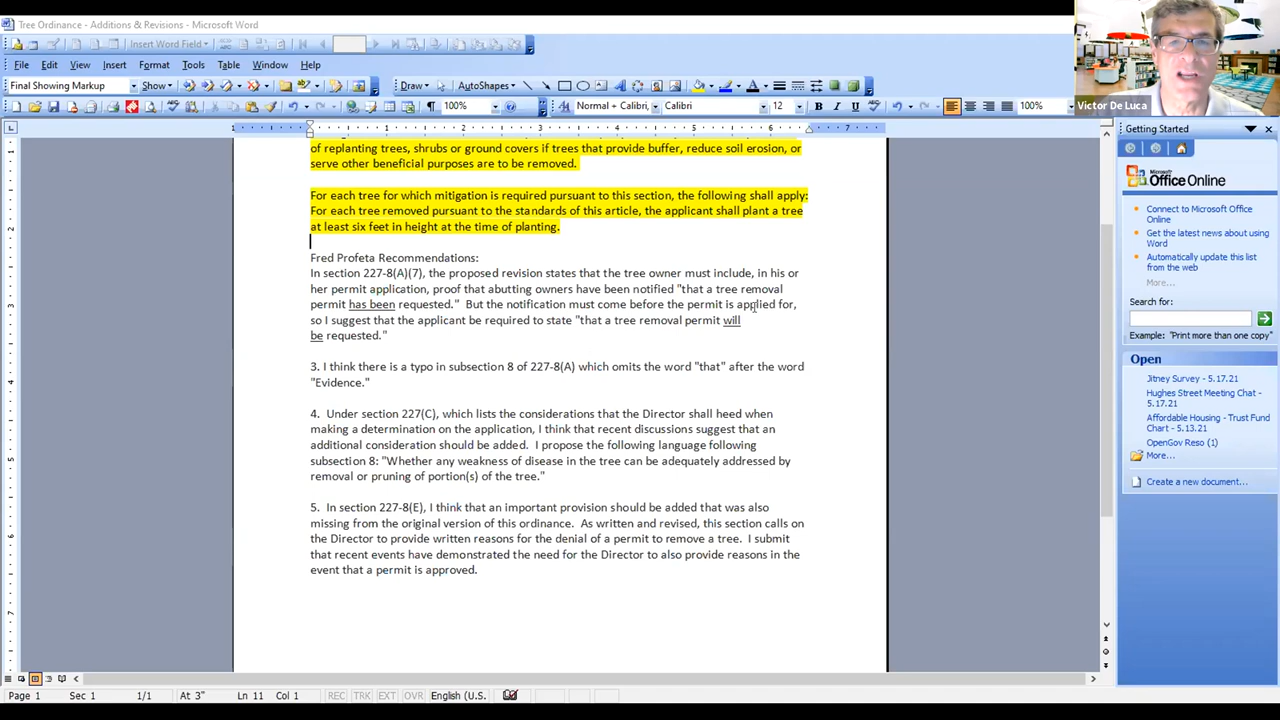 Tree Ordinance - Additions & Revisions - Microsoft Word
Insert Word Field
File Edit View Insert Format Tools Table Window Help
Final Showing Markup Show 100% Draw AutoShapes
Normal + Calibri, Calibri 12 B I U 100%
Victor De Luca
1 1 2 3 4 5 6 7
of replanting trees, shrubs or ground covers if trees that provide buffer, reduce soil erosion, or
serve other beneficial purposes are to be removed.
For each tree for which mitigation is required pursuant to this section, the following shall apply:
For each tree removed pursuant to the standards of this article, the applicant shall plant a tree
at least six feet in height at the time of planting.
Fred Profeta Recommendations:
In section 227-8(A)(7), the proposed revision states that the tree owner must include, in his or
her permit application, proof that abutting owners have been notified "that a tree removal
permit has been requested." But the notification must come before the permit is applied for,
so I suggest that the applicant be required to state "that a tree removal permit will
be requested."
3. I think there is a typo in subsection 8 of 227-8(A) which omits the word "that" after the word
"Evidence."
4. Under section 227(C), which lists the considerations that the Director shall heed when
making a determination on the application, I think that recent discussions suggest that an
additional consideration should be added. I propose the following language following
subsection 8: "Whether any weakness of disease in the tree can be adequately addressed by
removal or pruning of portion(s) of the tree."
5. In section 227-8(E), I think that an important provision should be added that was also
missing from the original version of this ordinance. As written and revised, this section calls on
the Director to provide written reasons for the denial of a permit to remove a tree. I submit
that recent events have demonstrated the need for the Director to also provide reasons in the
event that a permit is approved.
Getting Started
Office Online
Connect to Microsoft Office
Online
Get the latest news about using
Word
Automatically update this list
from the web
More...
Search for:
Example: "Print more than one copy"
Open
Jitney Survey - 5.17.21
Hughes Street Meeting Chat -
5.17.21
Affordable Housing - Trust Fund
Chart - 5.13.21
OpenGov Reso (1)
More...
Create a new document...
Page 1 Sec 1 1/1 At 3" Ln 11 Col 1 REC TRK EXT OVR English (U.S.